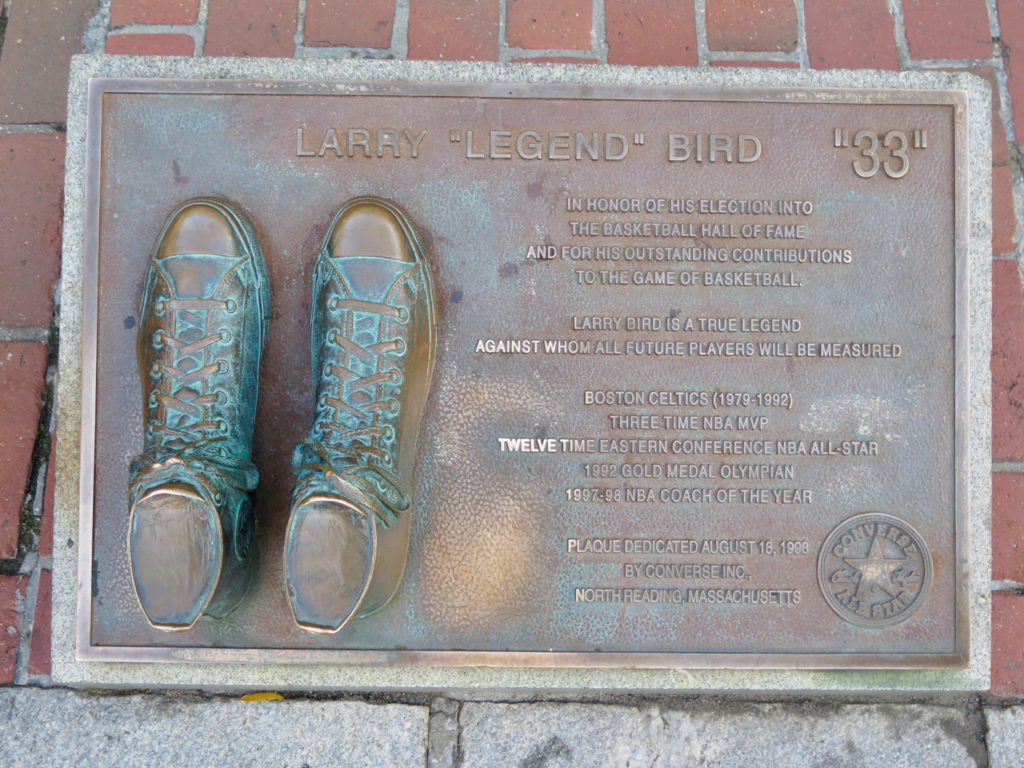 LARRY "LEGEND" BIRD "33"
IN HONOR OF HIS ELECTION INTO
THE BASKETBALL HALL OF FAME
AND FOR HIS OUTSTANDING CONTRIBUTIONS
TO THE GAME OF BASKETBALL.
LARRY BIRD IS A TRUE LEGEND
AGAINST WHOM ALL FUTURE PLAYERS WILL BE MEASURED
BOSTON CELTICS (1979-1992)
THREE TIME NBA MVP
TWELVE TIME EASTERN CONFERENCE NBA ALL-STAR
1992 GOLD MEDAL OLYMPIAN
1997-98 NBA COACH OF THE YEAR
PLAQUE DEDICATED AUGUST 18, 1998
BY CONVERSE INC.,
NORTH READING, MASSACHUSETTS
CONVERSE
ALL STAR